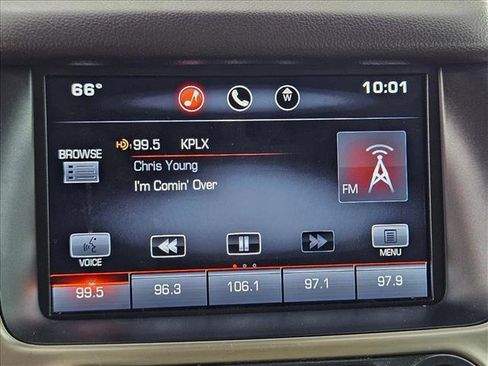 66°
10:01
W
HD 99.5 KPLX
BROWSE
Chris Young
I'm Comin' Over
FM
VOICE
MENU
99.5 96.3 106.1 97.1 97.9